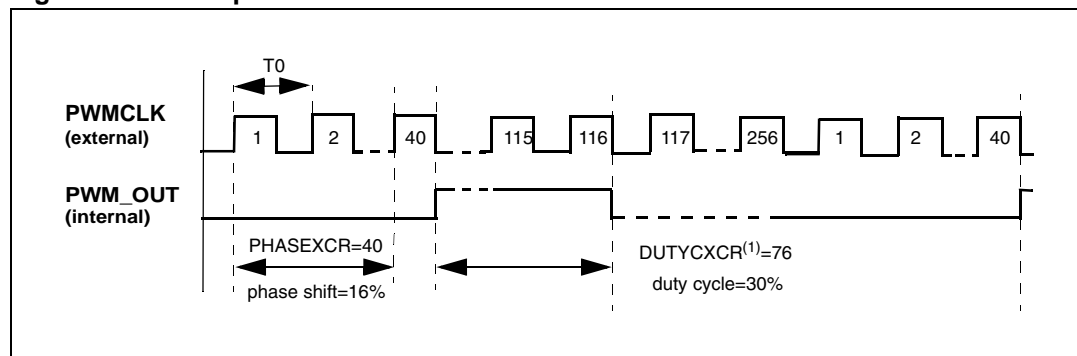 T0
PWMCLK
(external)
1 2 40 115 116 117 256 1 2 40
PWM_OUT
(internal)
PHASEXCR=40
phase shift=16%
DUTYCXCR(1)=76
duty cycle=30%